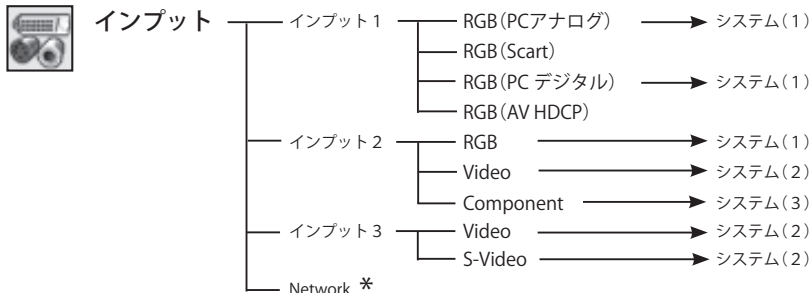 インプット インプット 1 RGB(PCアナログ) システム(1)
RGB(Scart)
RGB(PC デジタル) システム(1)
RGB(AV HDCP)
インプット 2 RGB システム(1)
Video システム(2)
Component システム(3)
インプット 3 Video システム(2)
S-Video システム(2)
Network *